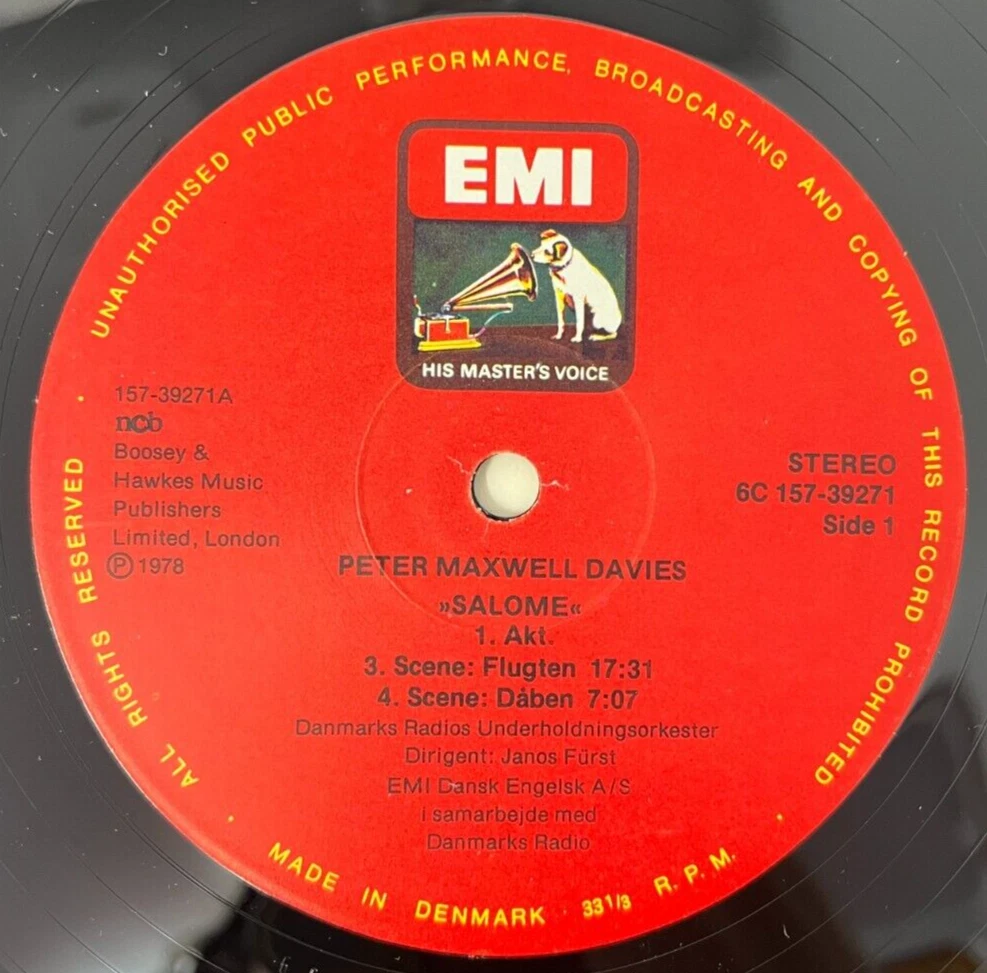 UNAUTHORISED PUBLIC PERFORMANCE, BROADCASTING AND COPYING OF THIS RECORD PROHIBITED
EMI
HIS MASTER'S VOICE
157-39271A
ncb
Boosey &
Hawkes Music
Publishers
Limited, London
Ⓟ 1978
STEREO
6C 157-39271
Side 1
PETER MAXWELL DAVIES
»SALOME«
1. Akt.
3. Scene: Flugten 17:31
4. Scene: Dåben 7:07
Danmarks Radios Underholdningsorkester
Dirigent: Janos Fürst
EMI Dansk Engelsk A/S
i samarbejde med
Danmarks Radio
ALL RIGHTS RESERVED
MADE IN DENMARK · 33 1/3 R. P. M.